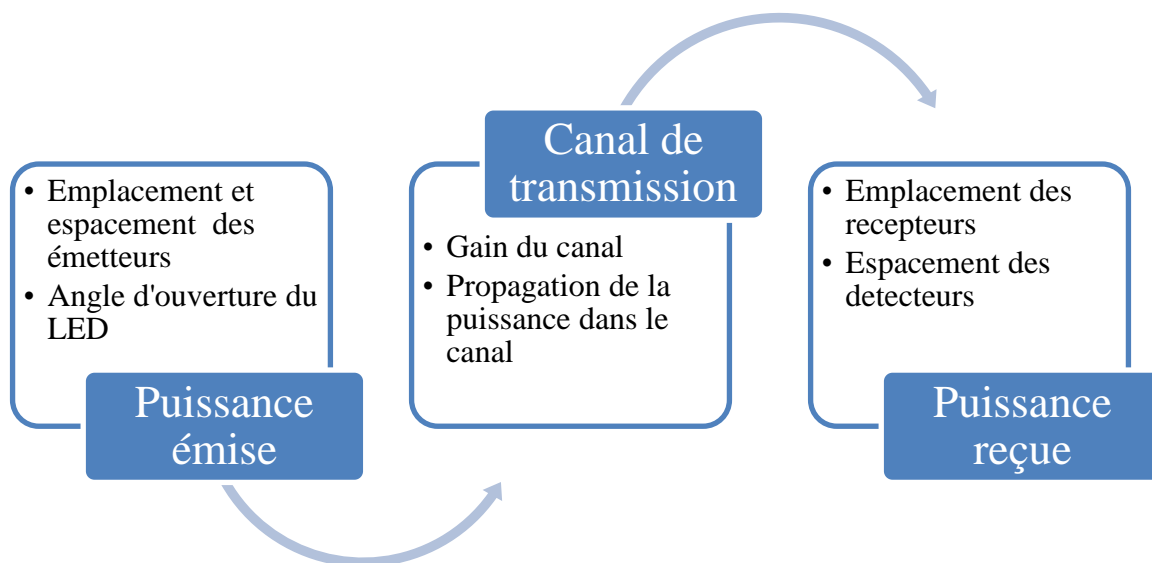 • Emplacement et
espacement des
émetteurs
• Angle d'ouverture du
LED
Puissance
émise
Canal de
transmission
• Gain du canal
• Propagation de la
puissance dans le
canal
• Emplacement des
recepteurs
• Espacement des
detecteurs
Puissance
reçue